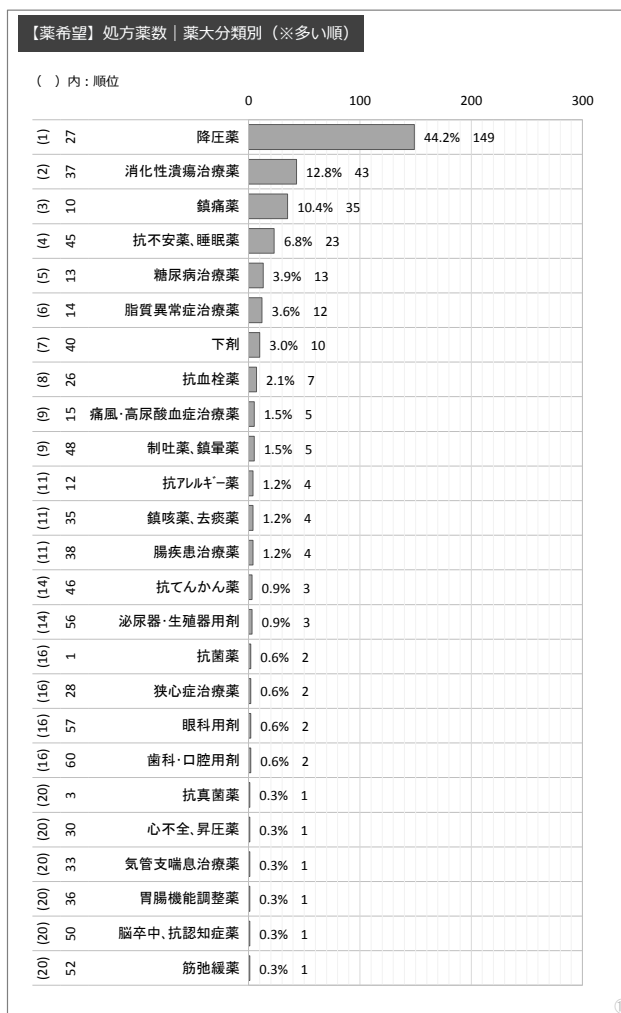 【薬希望】処方薬数｜薬大分類別（※多い順）
（ ）内：順位
0 100 200 300
(1) 27 降圧薬 44.2% 149
(2) 37 消化性潰瘍治療薬 12.8% 43
(3) 10 鎮痛薬 10.4% 35
(4) 45 抗不安薬､睡眠薬 6.8% 23
(5) 13 糖尿病治療薬 3.9% 13
(6) 14 脂質異常症治療薬 3.6% 12
(7) 40 下剤 3.0% 10
(8) 26 抗血栓薬 2.1% 7
(9) 15 痛風･高尿酸血症治療薬 1.5% 5
(9) 48 制吐薬､鎮暈薬 1.5% 5
(11) 12 抗ｱﾚﾙｷﾞｰ薬 1.2% 4
(11) 35 鎮咳薬､去痰薬 1.2% 4
(11) 38 腸疾患治療薬 1.2% 4
(14) 46 抗てんかん薬 0.9% 3
(14) 56 泌尿器･生殖器用剤 0.9% 3
(16) 1 抗菌薬 0.6% 2
(16) 28 狭心症治療薬 0.6% 2
(16) 57 眼科用剤 0.6% 2
(16) 60 歯科･口腔用剤 0.6% 2
(20) 3 抗真菌薬 0.3% 1
(20) 30 心不全､昇圧薬 0.3% 1
(20) 33 気管支喘息治療薬 0.3% 1
(20) 36 胃腸機能調整薬 0.3% 1
(20) 50 脳卒中､抗認知症薬 0.3% 1
(20) 52 筋弛緩薬 0.3% 1